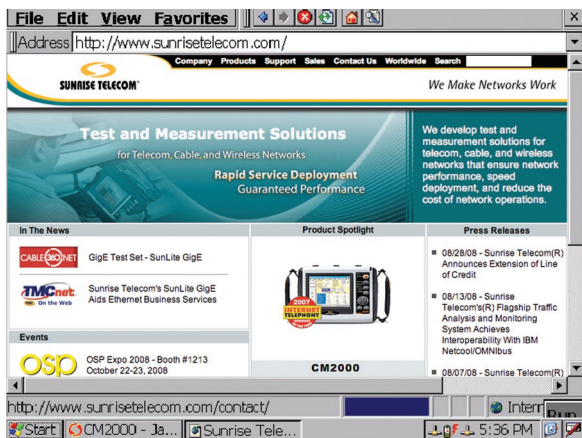 File Edit View Favorites
Address http://www.sunrisetelecom.com/
Company Products Support Sales Contact Us Worldwide Search
SUNRISE TELECOM
We Make Networks Work
Test and Measurement Solutions
for Telecom, Cable, and Wireless Networks
Rapid Service Deployment
Guaranteed Performance
We develop test and
measurement solutions for
telecom, cable, and wireless
networks that ensure network
performance, speed
deployment, and reduce the
cost of network operations.
In The News
CABLE360.NET
GigE Test Set - SunLite GigE
TMCnet
On the Web
Sunrise Telecom's SunLite GigE
Aids Ethernet Business Services
Events
OSP
OSP Expo 2008 - Booth #1213
October 22-23, 2008
Product Spotlight
2007
INTERNET
TELEPHONY
CM2000
Press Releases
08/28/08 - Sunrise Telecom(R)
Announces Extension of Line
of Credit
08/13/08 - Sunrise
Telecom's(R) Flagship Traffic
Analysis and Monitoring
System Achieves
Interoperability With IBM
Netcool/OMNIbus
08/07/08 - Sunrise Telecom(R)
http://www.sunrisetelecom.com/contact/
Interr
Run
Start
CM2000 - Ja...
Sunrise Tele...
5:36 PM